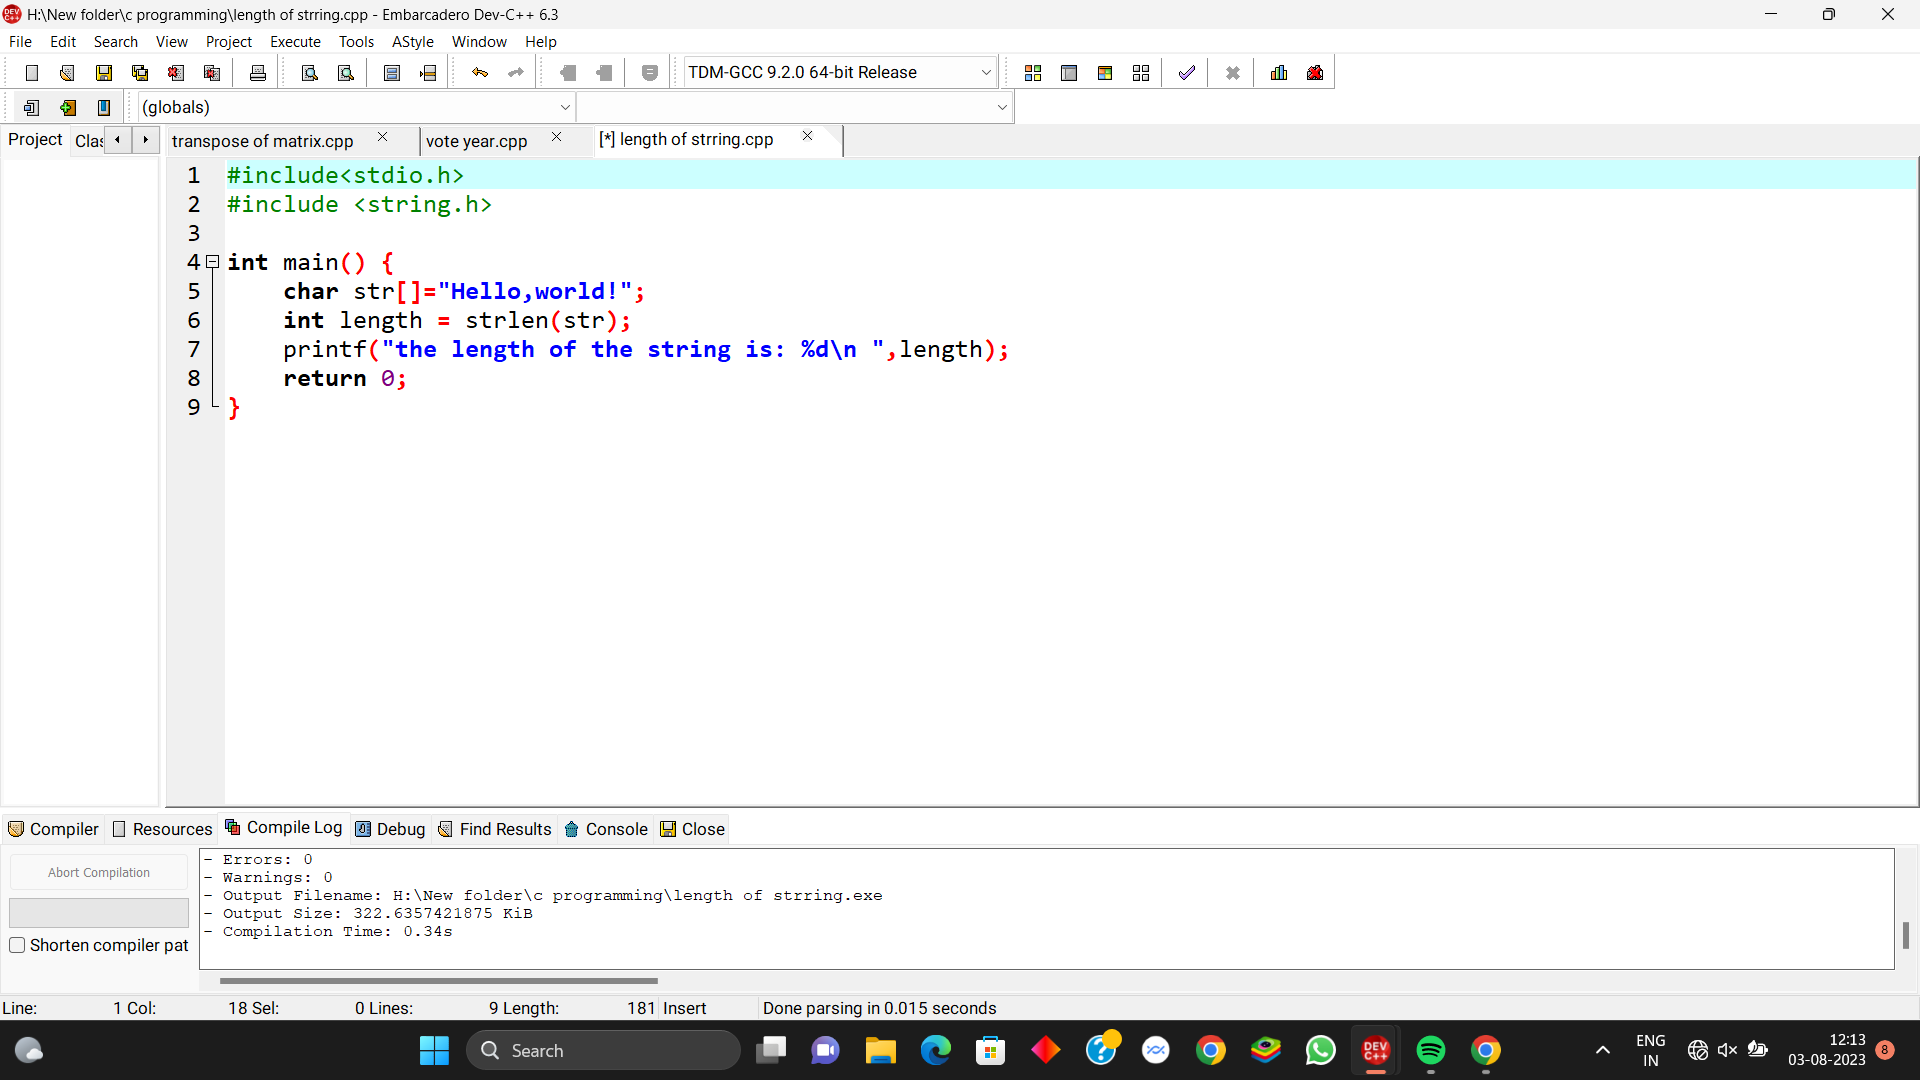 H:\New folder\c programming\length of strring.cpp - Embarcadero Dev-C++ 6.3
File Edit Search View Project Execute Tools AStyle Window Help
TDM-GCC 9.2.0 64-bit Release
(globals)
Project Clas transpose of matrix.cpp vote year.cpp [*] length of strring.cpp
1 #include<stdio.h>
2 #include <string.h>
3
4 int main() {
5 char str[]="Hello,world!";
6 int length = strlen(str);
7 printf("the length of the string is: %d\n ",length);
8 return 0;
9 }
Compiler Resources Compile Log Debug Find Results Console Close
Abort Compilation
Shorten compiler pat
- Errors: 0
- Warnings: 0
- Output Filename: H:\New folder\c programming\length of strring.exe
- Output Size: 322.6357421875 KiB
- Compilation Time: 0.34s
Line: 1 Col: 18 Sel: 0 Lines: 9 Length: 181 Insert Done parsing in 0.015 seconds
Search
DEV C++
ENG
IN
12:13
03-08-2023
8